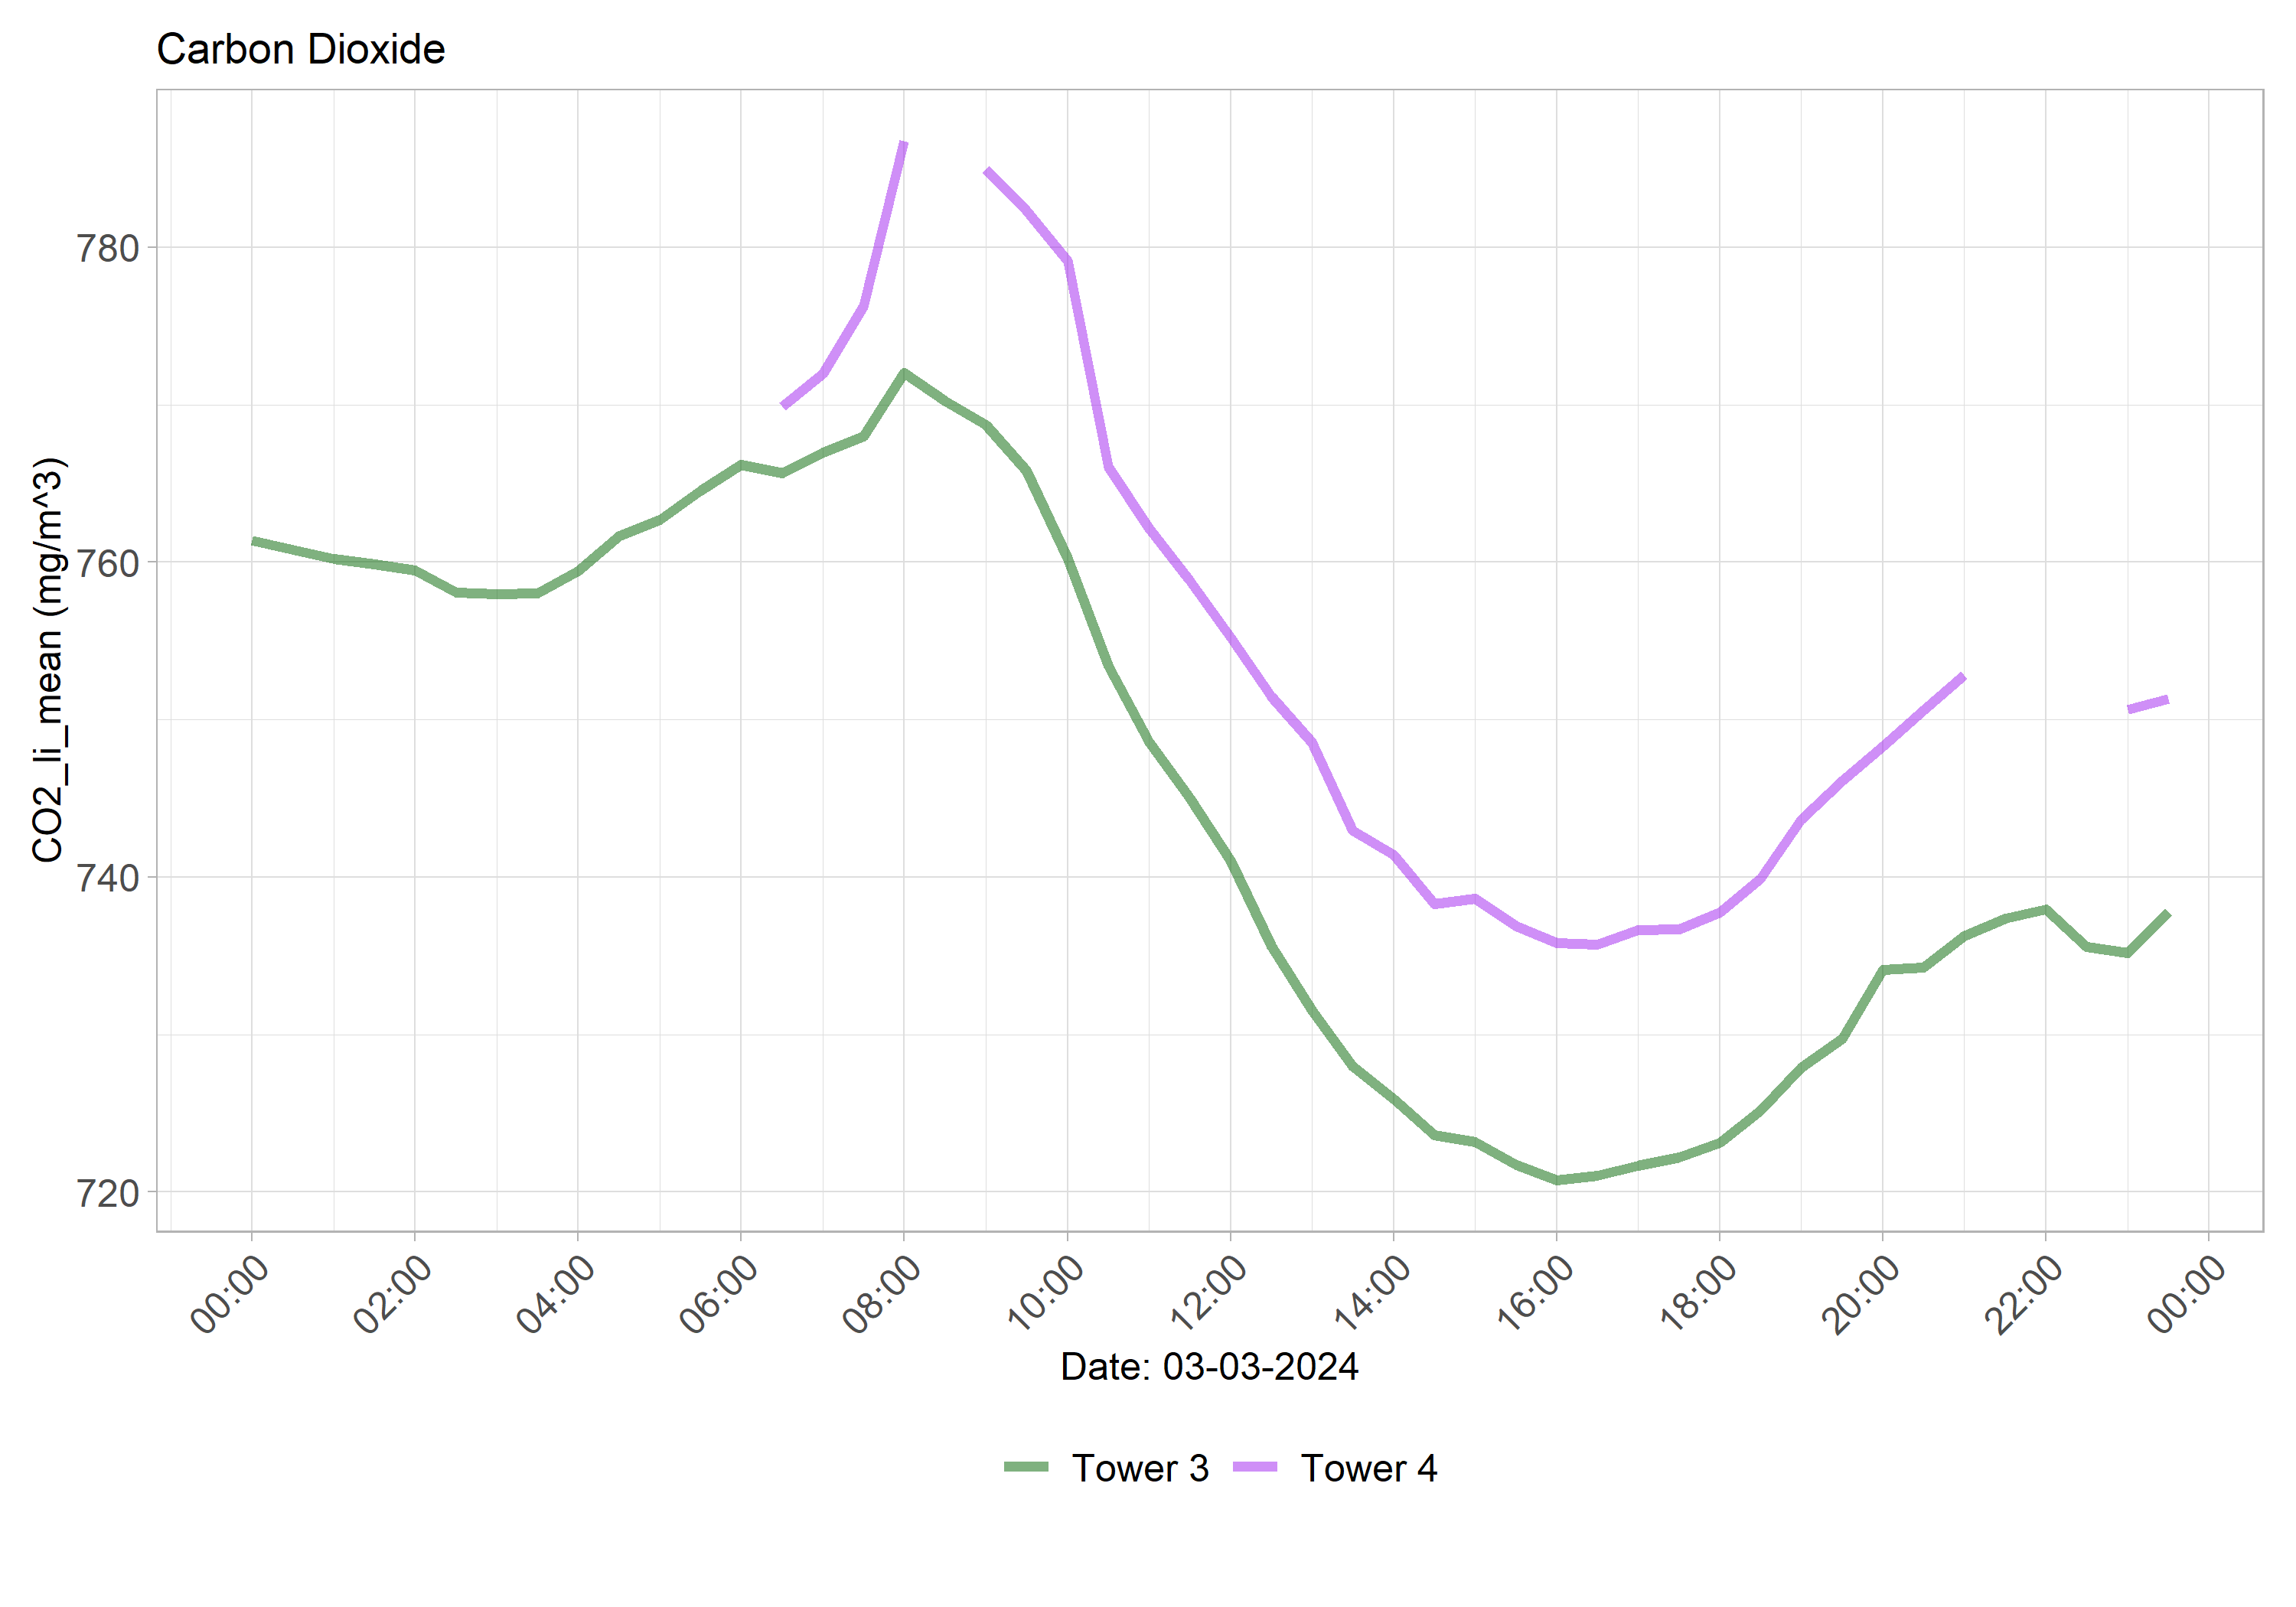 Carbon Dioxide
CO2_li_mean (mg/m^3)
780
760
740
720
00:00 02:00 04:00 06:00 08:00 10:00 12:00 14:00 16:00 18:00 20:00 22:00 00:00
Date: 03-03-2024
Tower 3 Tower 4